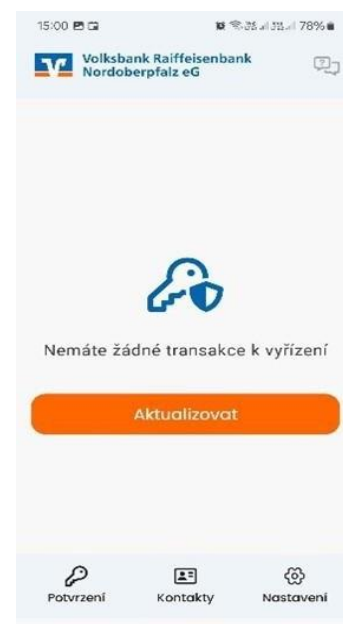 15:00
78%
Volksbank Raiffeisenbank
Nordoberpfalz eG
Nemáte žádné transakce k vyřízení
Aktualizovat
Potvrzení Kontakty Nastavení